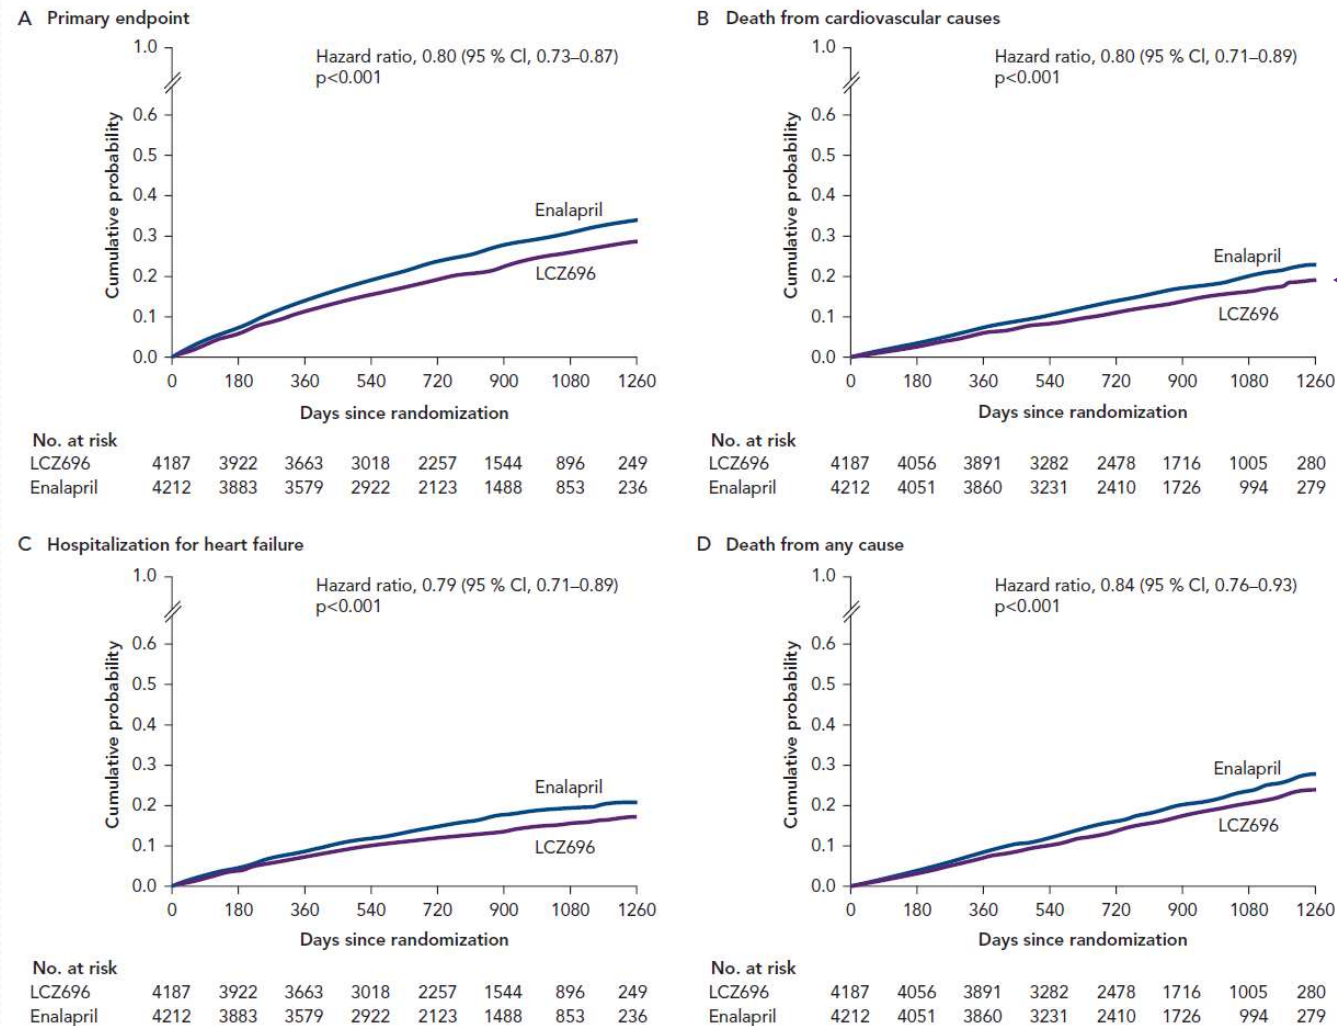 A Primary endpoint
Hazard ratio, 0.80 (95 % CI, 0.73–0.87)
p<0.001
1.0
0.6
0.5
0.4
0.3
0.2
0.1
0.0
Cumulative probability
Enalapril
LCZ696
0 180 360 540 720 900 1080 1260
Days since randomization
No. at risk
LCZ696 4187 3922 3663 3018 2257 1544 896 249
Enalapril 4212 3883 3579 2922 2123 1488 853 236
B Death from cardiovascular causes
Hazard ratio, 0.80 (95 % CI, 0.71–0.89)
p<0.001
1.0
0.6
0.5
0.4
0.3
0.2
0.1
0.0
Cumulative probability
Enalapril
LCZ696
0 180 360 540 720 900 1080 1260
Days since randomization
No. at risk
LCZ696 4187 4056 3891 3282 2478 1716 1005 280
Enalapril 4212 4051 3860 3231 2410 1726 994 279
C Hospitalization for heart failure
Hazard ratio, 0.79 (95 % CI, 0.71–0.89)
p<0.001
1.0
0.6
0.5
0.4
0.3
0.2
0.1
0.0
Cumulative probability
Enalapril
LCZ696
0 180 360 540 720 900 1080 1260
Days since randomization
No. at risk
LCZ696 4187 3922 3663 3018 2257 1544 896 249
Enalapril 4212 3883 3579 2922 2123 1488 853 236
D Death from any cause
Hazard ratio, 0.84 (95 % CI, 0.76–0.93)
p<0.001
1.0
0.6
0.5
0.4
0.3
0.2
0.1
0.0
Cumulative probability
Enalapril
LCZ696
0 180 360 540 720 900 1080 1260
Days since randomization
No. at risk
LCZ696 4187 4056 3891 3282 2478 1716 1005 280
Enalapril 4212 4051 3860 3231 2410 1726 994 279